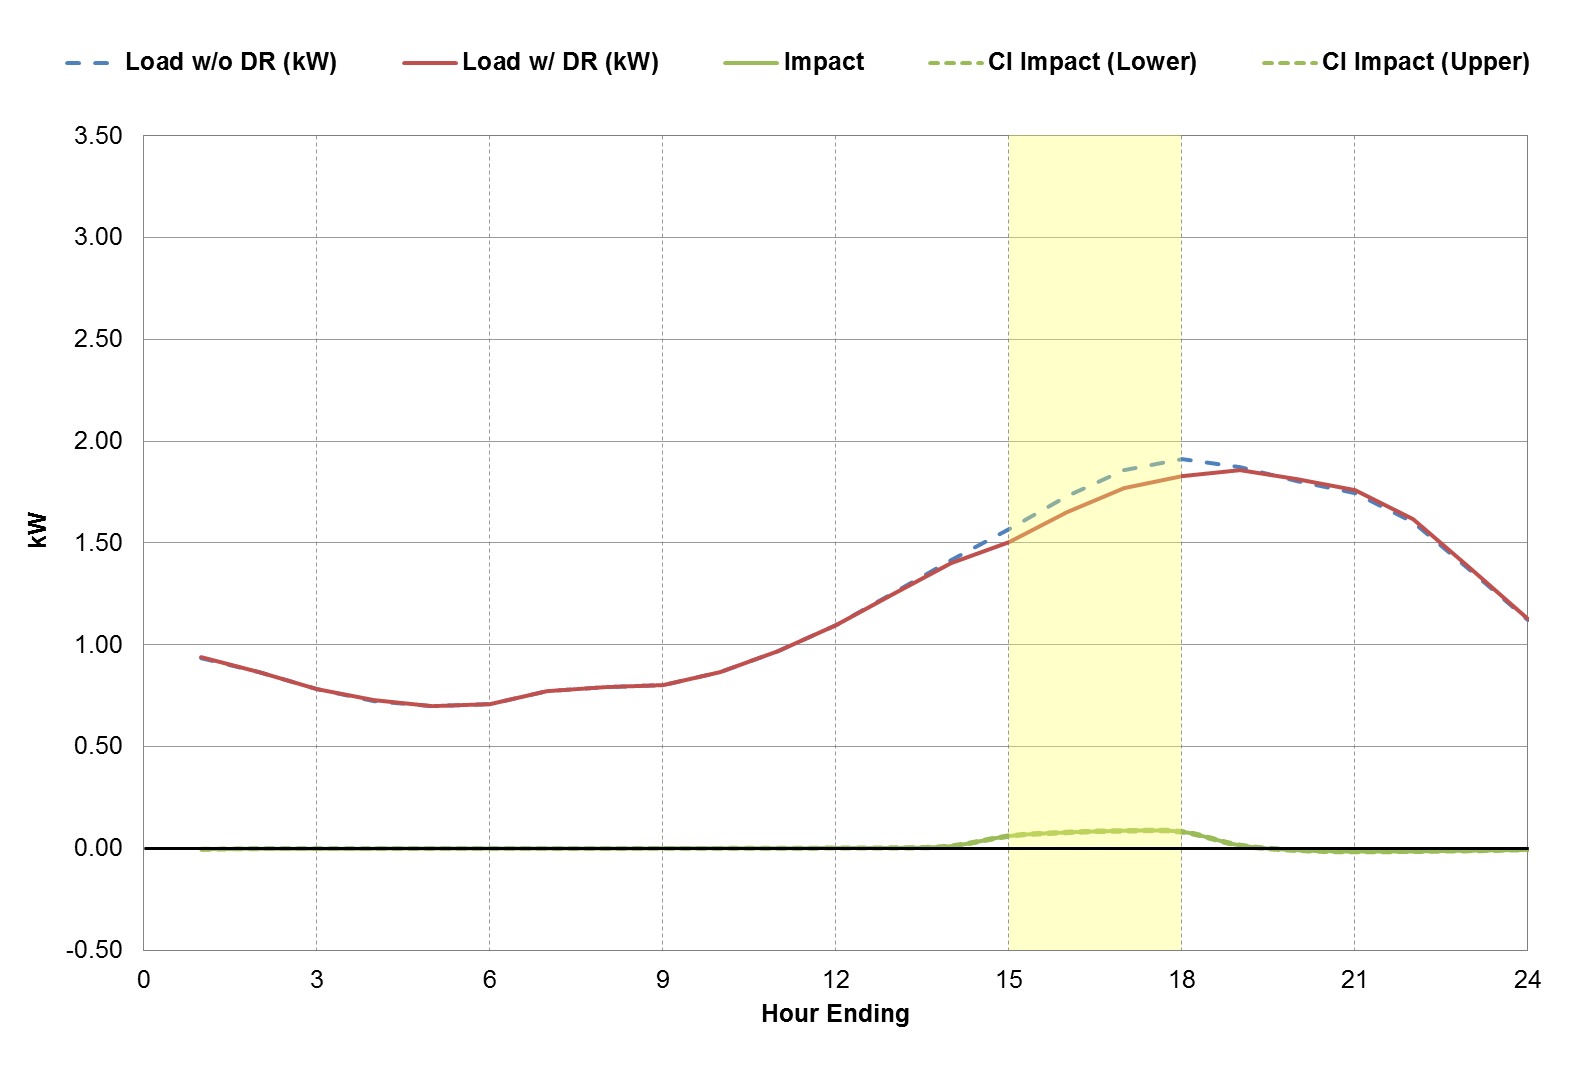 Load w/o DR (kW) Load w/ DR (kW) Impact CI Impact (Lower) CI Impact (Upper)
3.50
3.00
2.50
2.00
1.50
1.00
0.50
0.00
-0.50
kW
0 3 6 9 12 15 18 21 24
Hour Ending